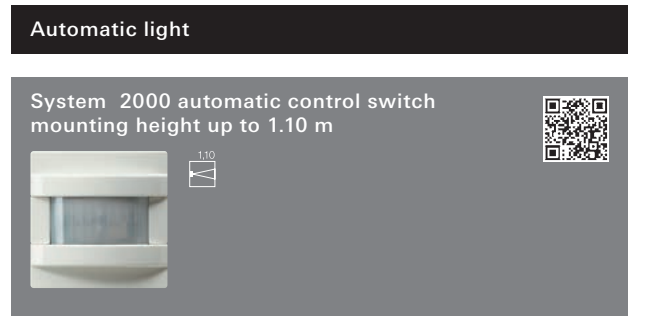 Automatic light
System 2000 automatic control switch
mounting height up to 1.10 m
1,10